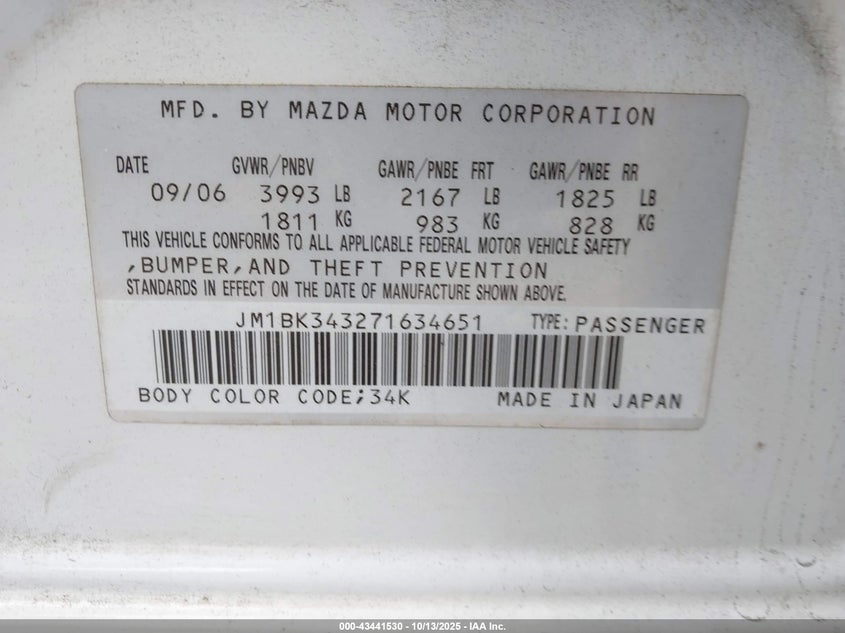 MFD. BY MAZDA MOTOR CORPORATION
DATE GVWR/PNBV GAWR/PNBE FRT GAWR/PNBE RR
09/06 3993 LB 2167 LB 1825 LB
1811 KG 983 KG 828 KG
THIS VEHICLE CONFORMS TO ALL APPLICABLE FEDERAL MOTOR VEHICLE SAFETY
,BUMPER,AND THEFT PREVENTION
STANDARDS IN EFFECT ON THE DATE OF MANUFACTURE SHOWN ABOVE.
JM1BK343271634651 TYPE: PASSENGER
BODY COLOR CODE;34K MADE IN JAPAN
000-43441530 - 10/13/2025 - IAA Inc.